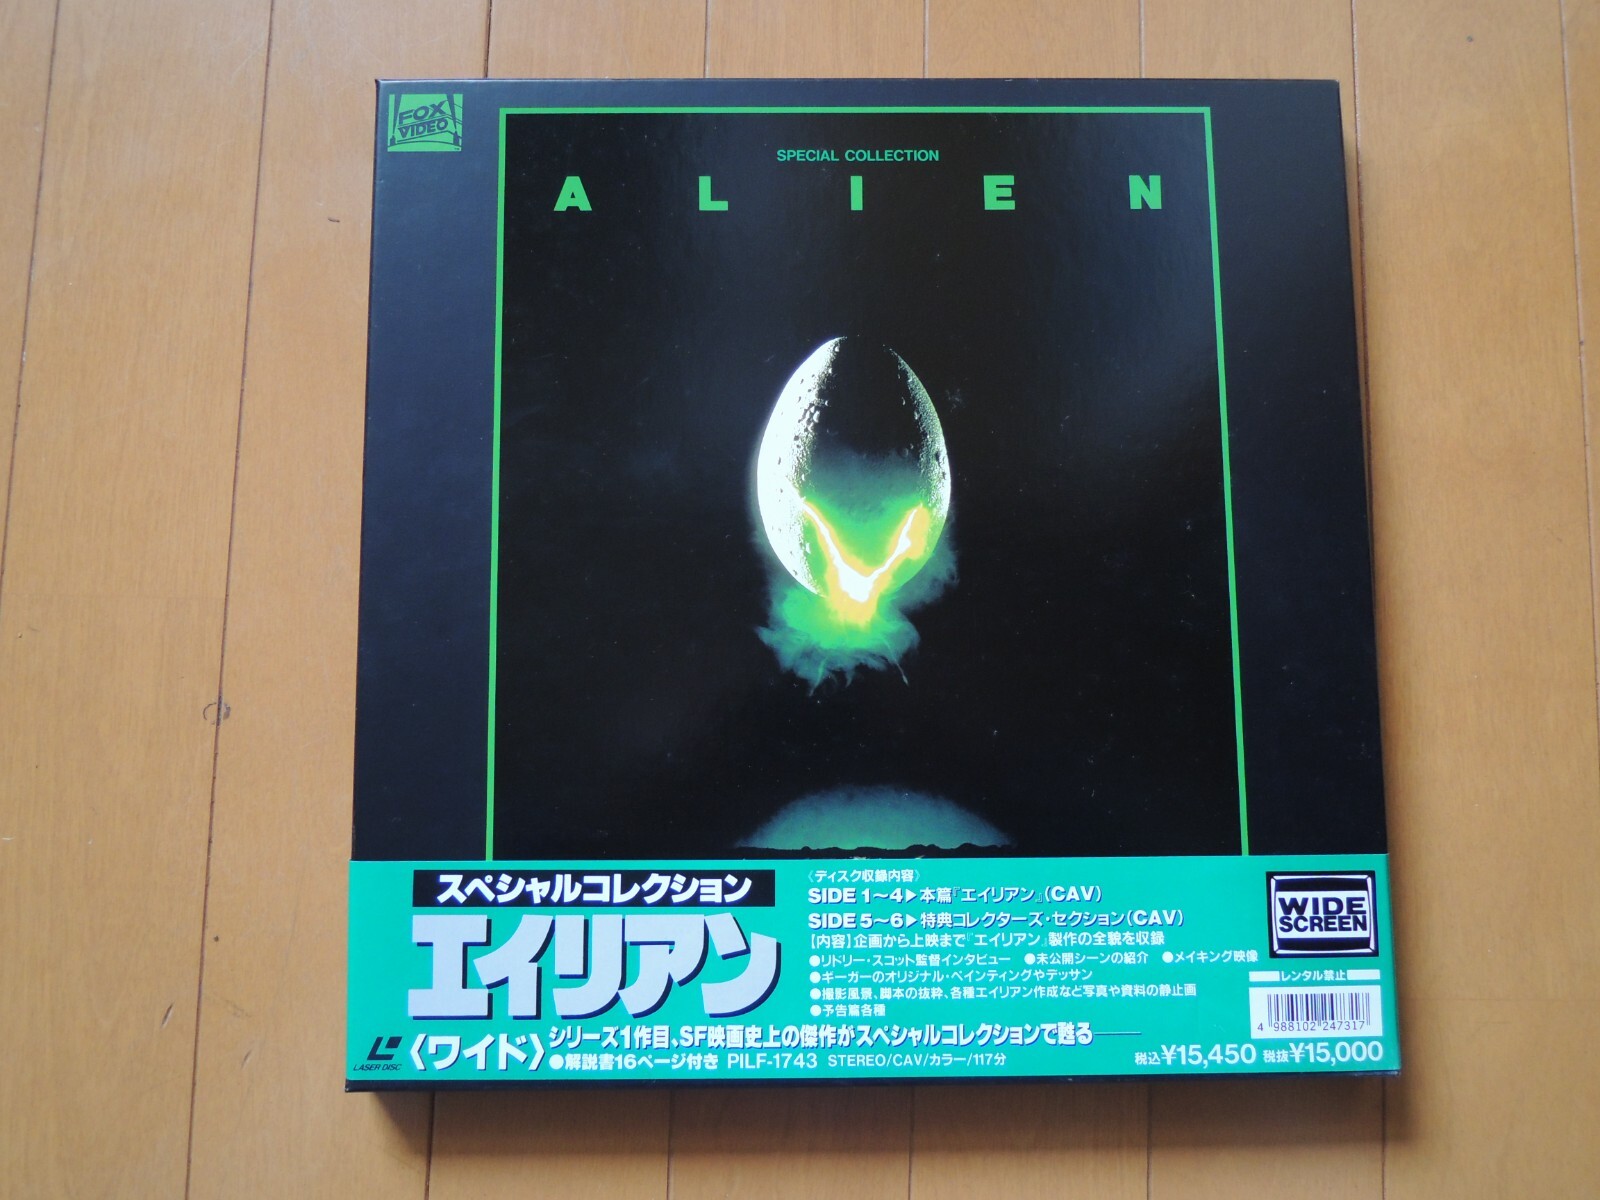 FOX
VIDEO
SPECIAL COLLECTION
ALIEN
スペシャルコレクション
エイリアン
〈ワイド〉
〈ディスク収録内容〉
SIDE 1〜4▶本篇『エイリアン』(CAV)
SIDE 5〜6▶特典コレクターズ・セクション(CAV)
【内容】企画から上映まで『エイリアン』製作の全貌を収録
●リドリー・スコット監督インタビュー ●未公開シーンの紹介 ●メイキング映像
●ギーガーのオリジナル・ペインティングやデッサン
●撮影風景、脚本の抜粋、各種エイリアン作成など写真や資料の静止画
●予告篇各種
シリーズ1作目、SF映画史上の傑作がスペシャルコレクションで甦る——
●解説書16ページ付き PILF-1743 STEREO/CAV/カラー/117分
LASER DISC
WIDE
SCREEN
レンタル禁止
4 988102 247317
税込¥15,450 税抜¥15,000